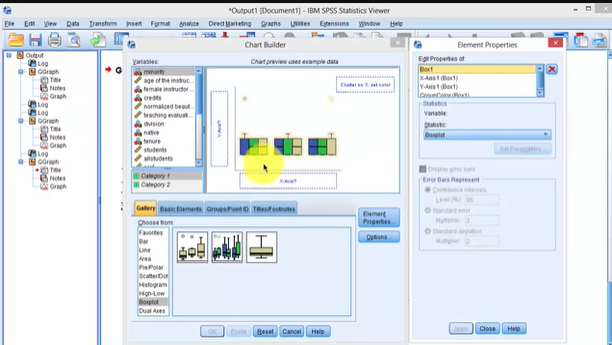 *Output1 [Document1] - IBM SPSS Statistics Viewer
File Edit View Data Transform Insert Format Analyze Direct Marketing Graphs Utilities Extensions Window Help
Output
Log
GGraph
Title
Notes
Graph
Log
Log
GGraph
Title
Notes
Graph
Log
GGraph
Title
Notes
Graph
Chart Builder
Variables:
Chart preview uses example data
minority
age of the instruc...
female instructor ...
credits
normalized beaut...
teaching evaluati...
division
native
tenure
students
allstudents
Category 1
Category 2
Cluster on X: set color
Y-Axis?
X-Axis?
Gallery Basic Elements Groups/Point ID Titles/Footnotes
Choose from:
Favorites
Bar
Line
Area
Pie/Polar
Scatter/Dot
Histogram
High-Low
Boxplot
Dual Axes
Element Properties...
Options...
OK Paste Reset Cancel Help
Element Properties
Edit Properties of:
Box1
X-Axis1 (Box1)
Y-Axis1 (Box1)
GroupColor (Box1)
Statistics
Variable:
Statistic:
Boxplot
Set Parameters...
Display error bars
Error Bars Represent
Confidence intervals
Level (%): 95
Standard error
Multiplier: 2
Standard deviation
Multiplier: 2
Apply Close Help